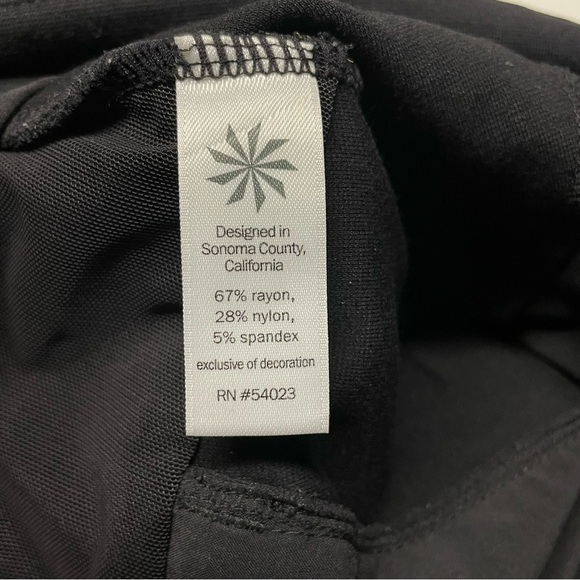 Designed in
Sonoma County,
California
67% rayon,
28% nylon,
5% spandex
exclusive of decoration
RN #54023